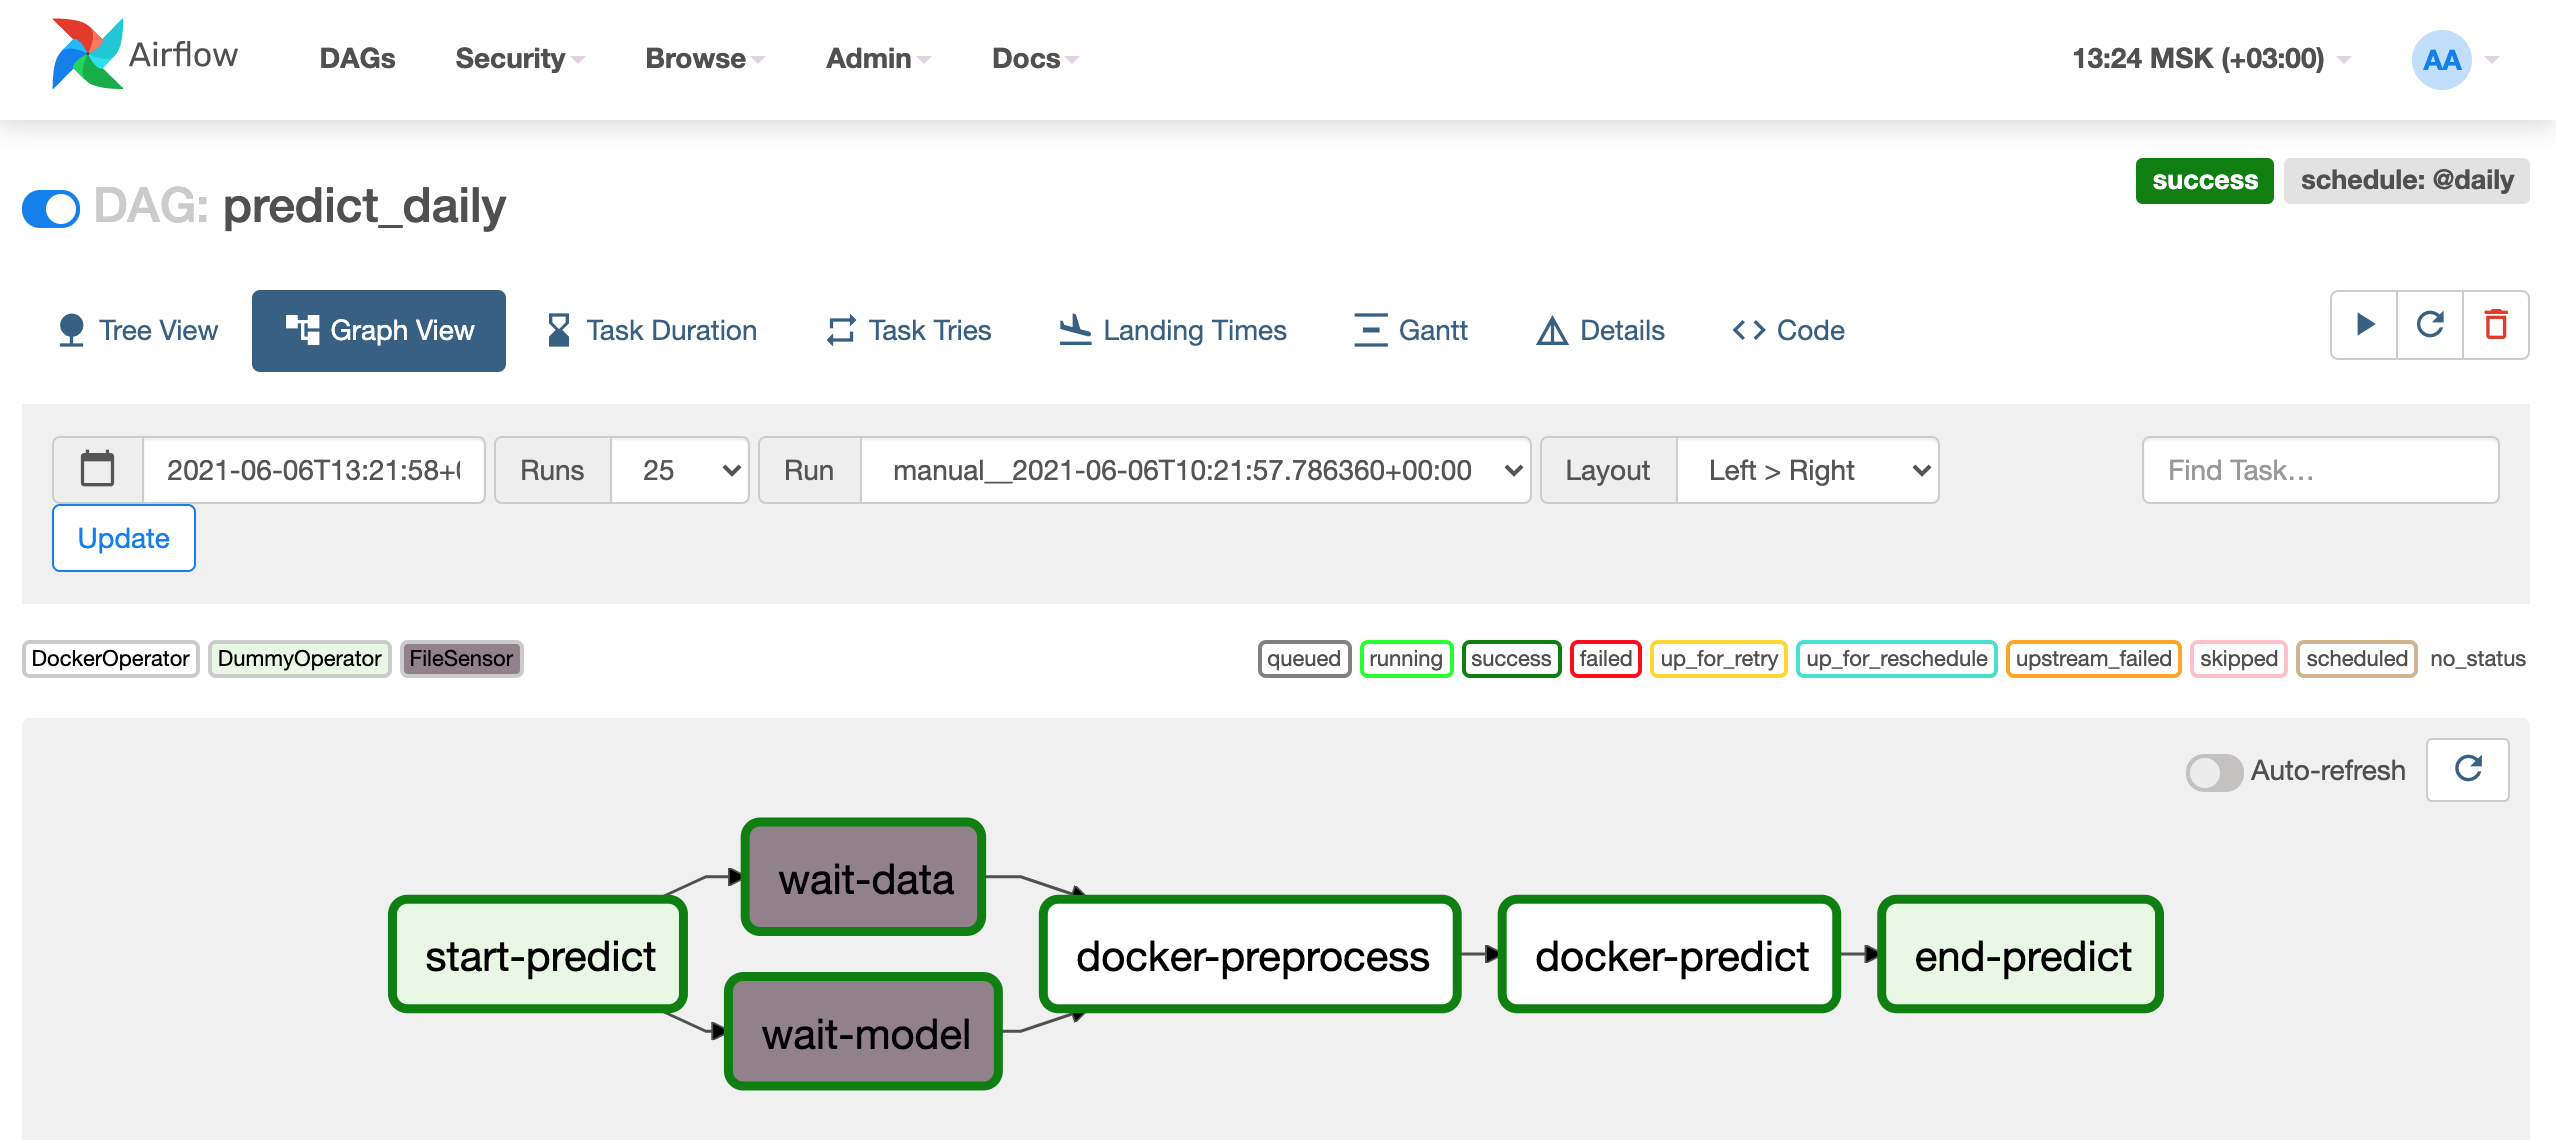 Airflow DAGs Security Browse Admin Docs 13:24 MSK (+03:00) AA
DAG: predict_daily success schedule: @daily
Tree View Graph View Task Duration Task Tries Landing Times Gantt Details Code
2021-06-06T13:21:58+ Runs 25 Run manual__2021-06-06T10:21:57.786360+00:00 Layout Left > Right Find Task...
Update
DockerOperator DummyOperator FileSensor queued running success failed up_for_retry up_for_reschedule upstream_failed skipped scheduled no_status
Auto-refresh
wait-data
start-predict docker-preprocess docker-predict end-predict
wait-model